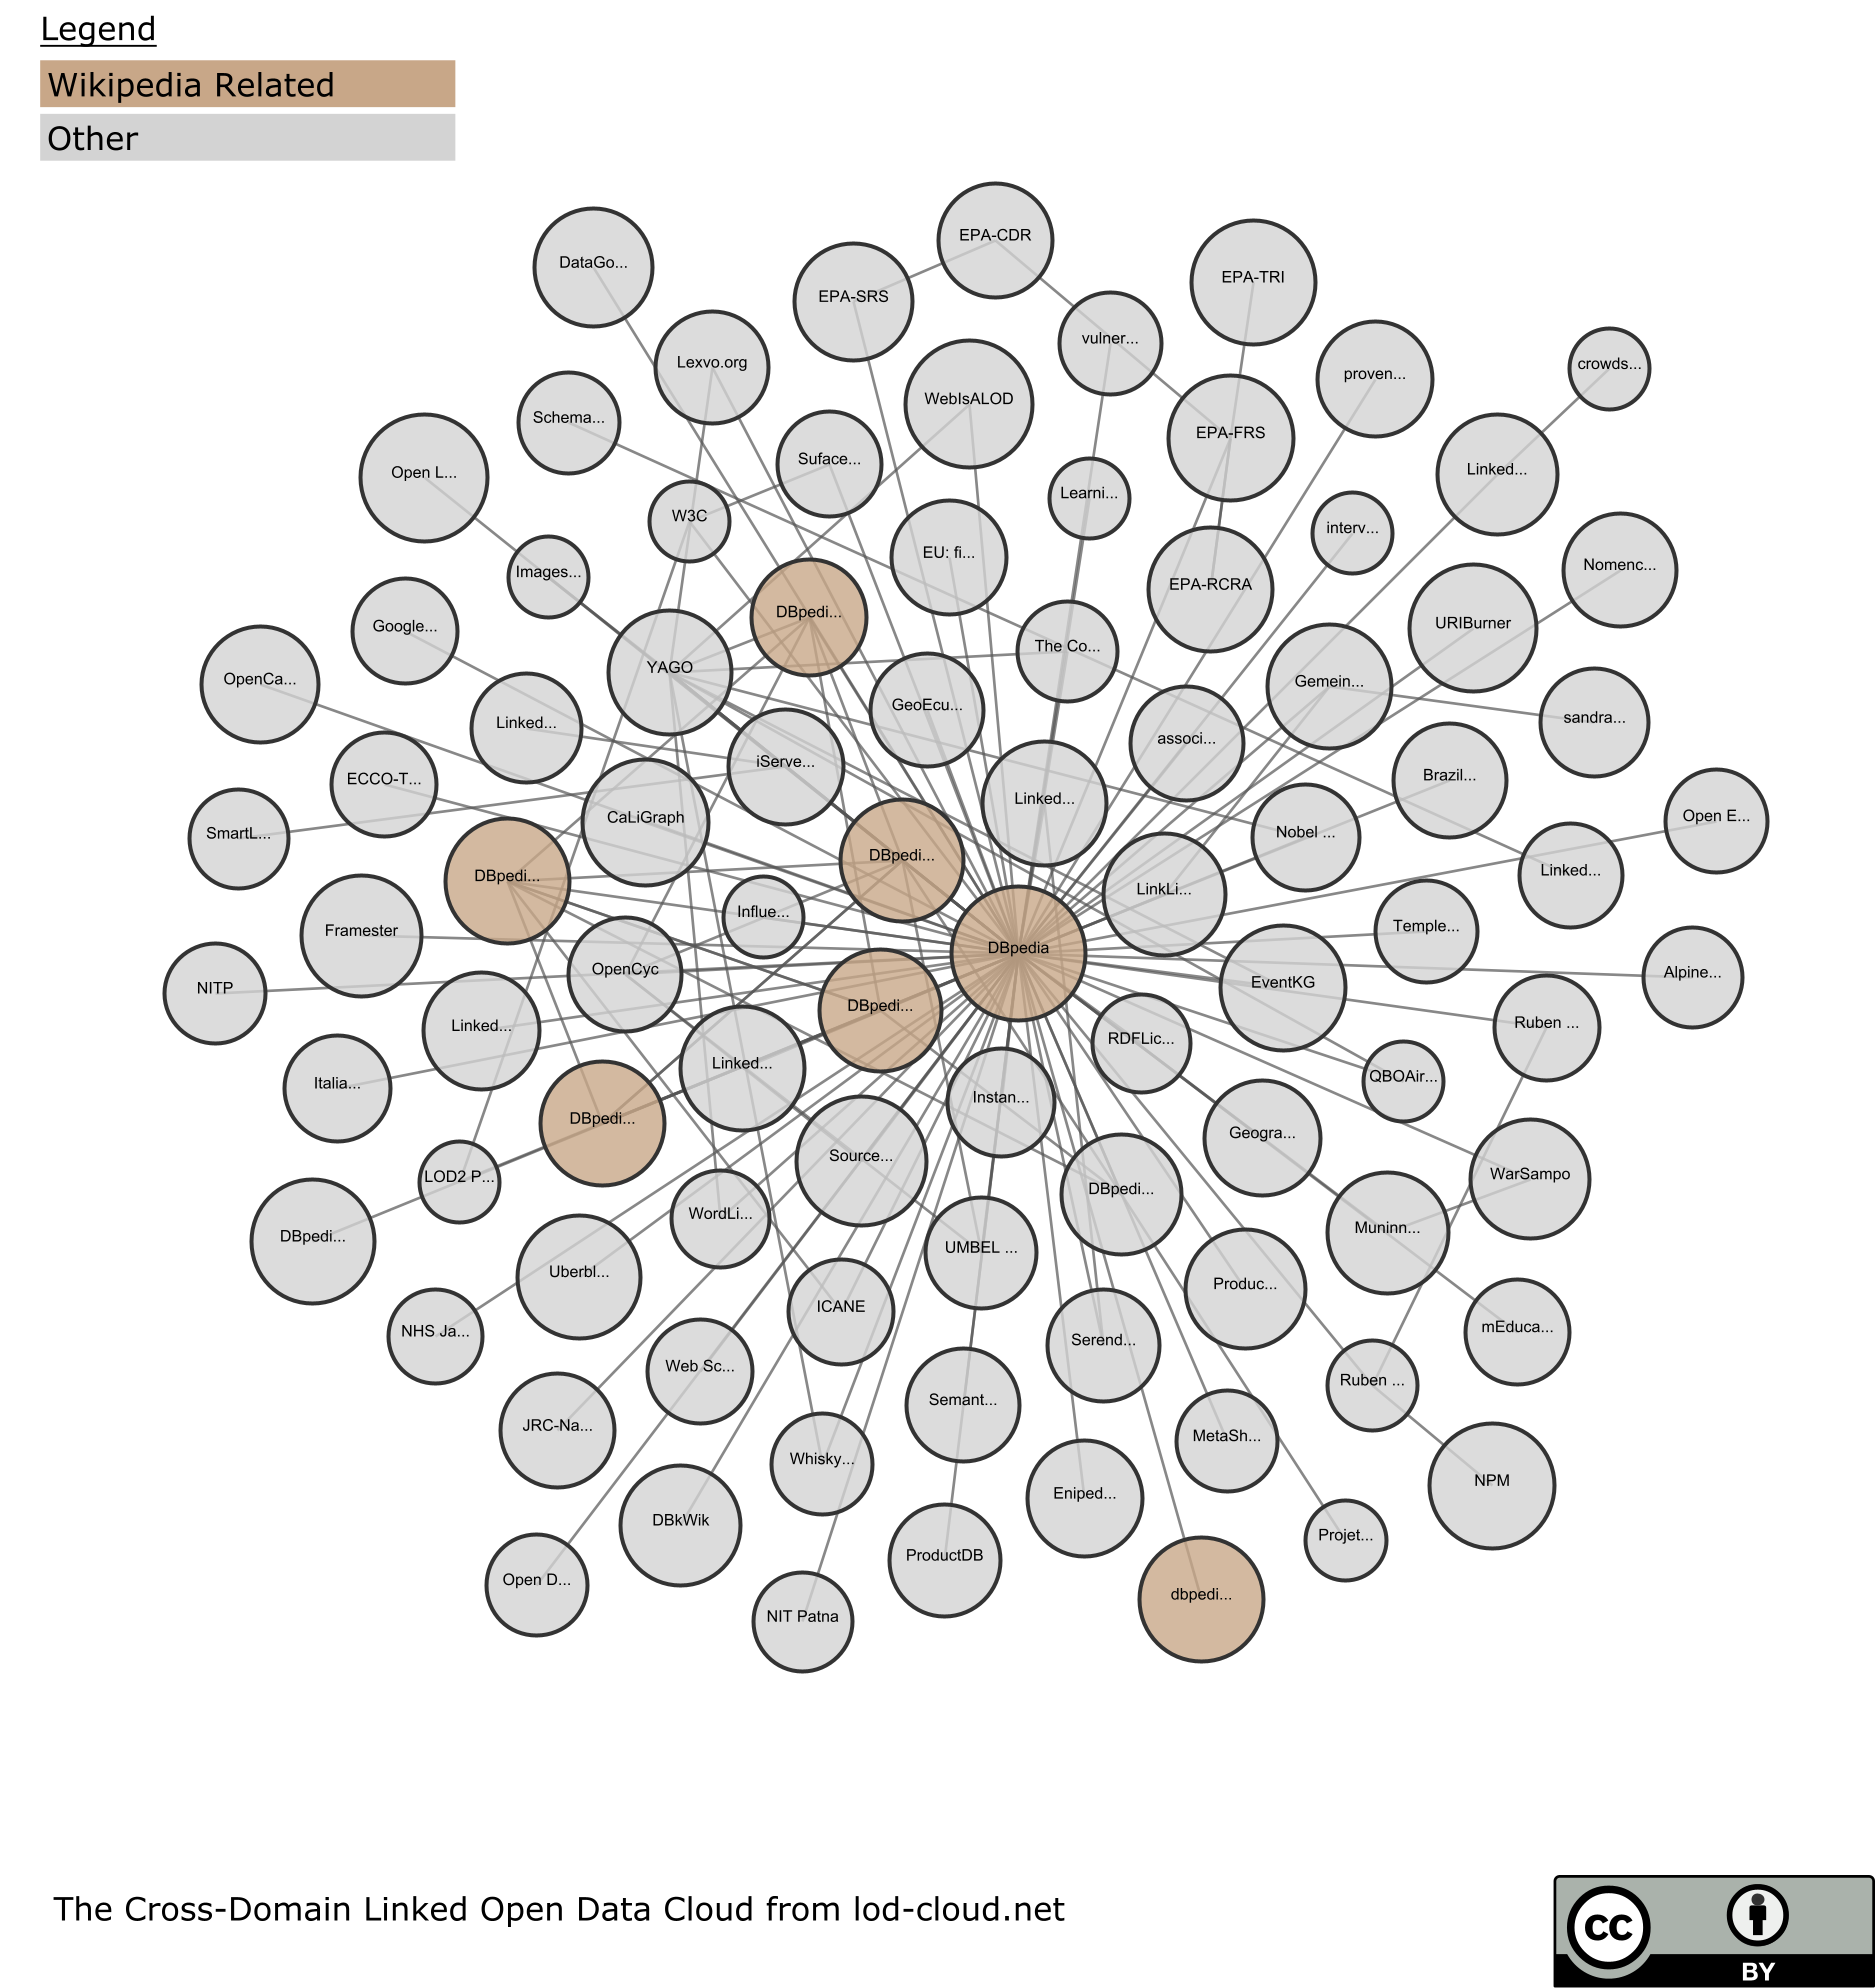 Legend
Wikipedia Related
Other
EPA-CDR
DataGo...
EPA-TRI
EPA-SRS
vulner...
Lexvo.org
crowds...
proven...
WebIsALOD
Schema...
EPA-FRS
Suface...
Linked...
Open L...
Learni...
W3C
interv...
EU: fi...
Nomenc...
Images...
EPA-RCRA
DBpedi...
URIBurner
Google...
The Co...
YAGO
OpenCa...
Gemein...
GeoEcu...
sandra...
Linked...
associ...
iServe...
ECCO-T...
Brazil...
Linked...
Open E...
CaLiGraph
Nobel ...
SmartL...
DBpedi...
Linked...
DBpedi...
LinkLi...
Influe...
Temple...
Framester
DBpedia
OpenCyc
Alpine...
EventKG
NITP
DBpedi...
Ruben ...
Linked...
RDFLic...
Linked...
QBOAir...
Italia...
Instan...
DBpedi...
Geogra...
Source...
LOD2 P...
WarSampo
DBpedi...
WordLi...
Muninn...
DBpedi...
UMBEL ...
Uberbl...
Produc...
ICANE
mEduca...
NHS Ja...
Serend...
Web Sc...
Ruben ...
Semant...
JRC-Na...
MetaSh...
Whisky...
NPM
Eniped...
DBkWik
Projet...
ProductDB
Open D...
dbpedi...
NIT Patna
The Cross-Domain Linked Open Data Cloud from lod-cloud.net
cc
BY